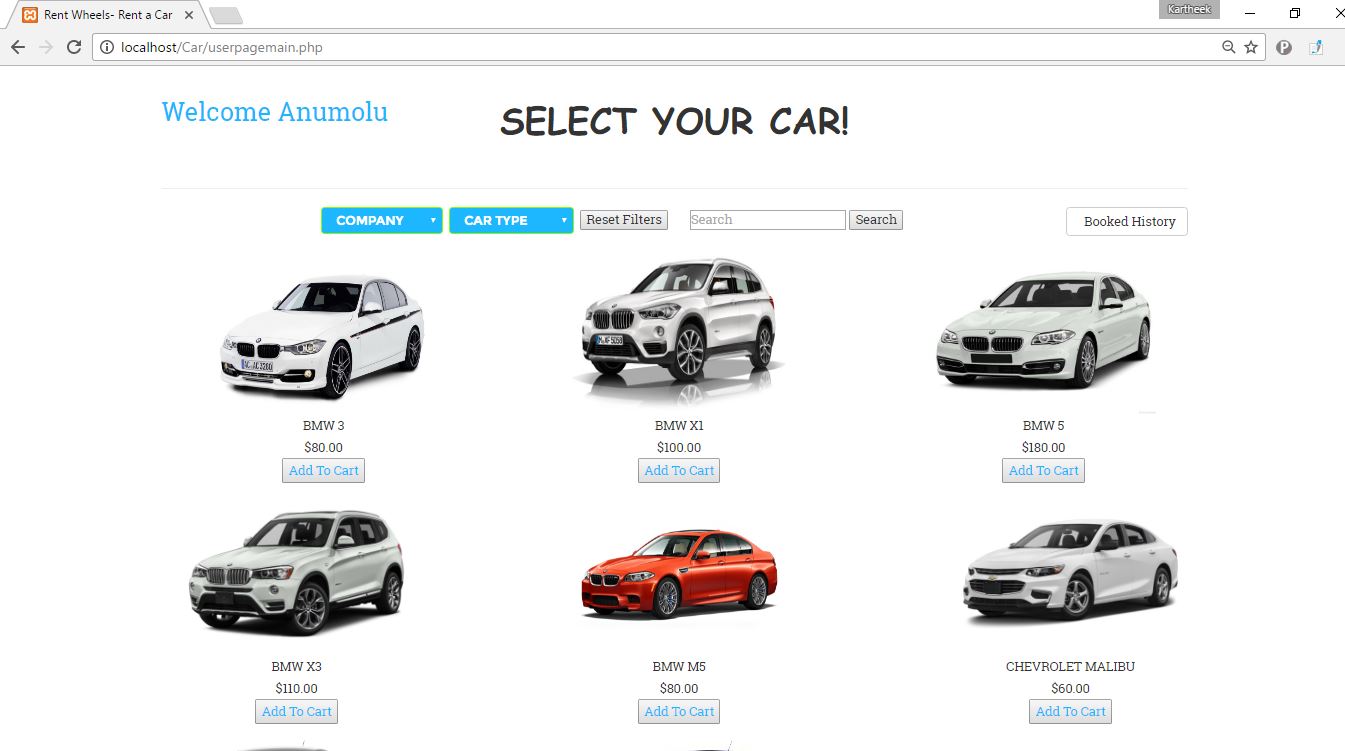 Rent Wheels- Rent a Car
Kartheek
localhost/Car/userpagemain.php
Welcome Anumolu
SELECT YOUR CAR!
COMPANY
CAR TYPE
Reset Filters
Search
Search
Booked History
BMW 3
BMW X1
BMW 5
$80.00
$100.00
$180.00
Add To Cart
Add To Cart
Add To Cart
BMW X3
BMW M5
CHEVROLET MALIBU
$110.00
$80.00
$60.00
Add To Cart
Add To Cart
Add To Cart